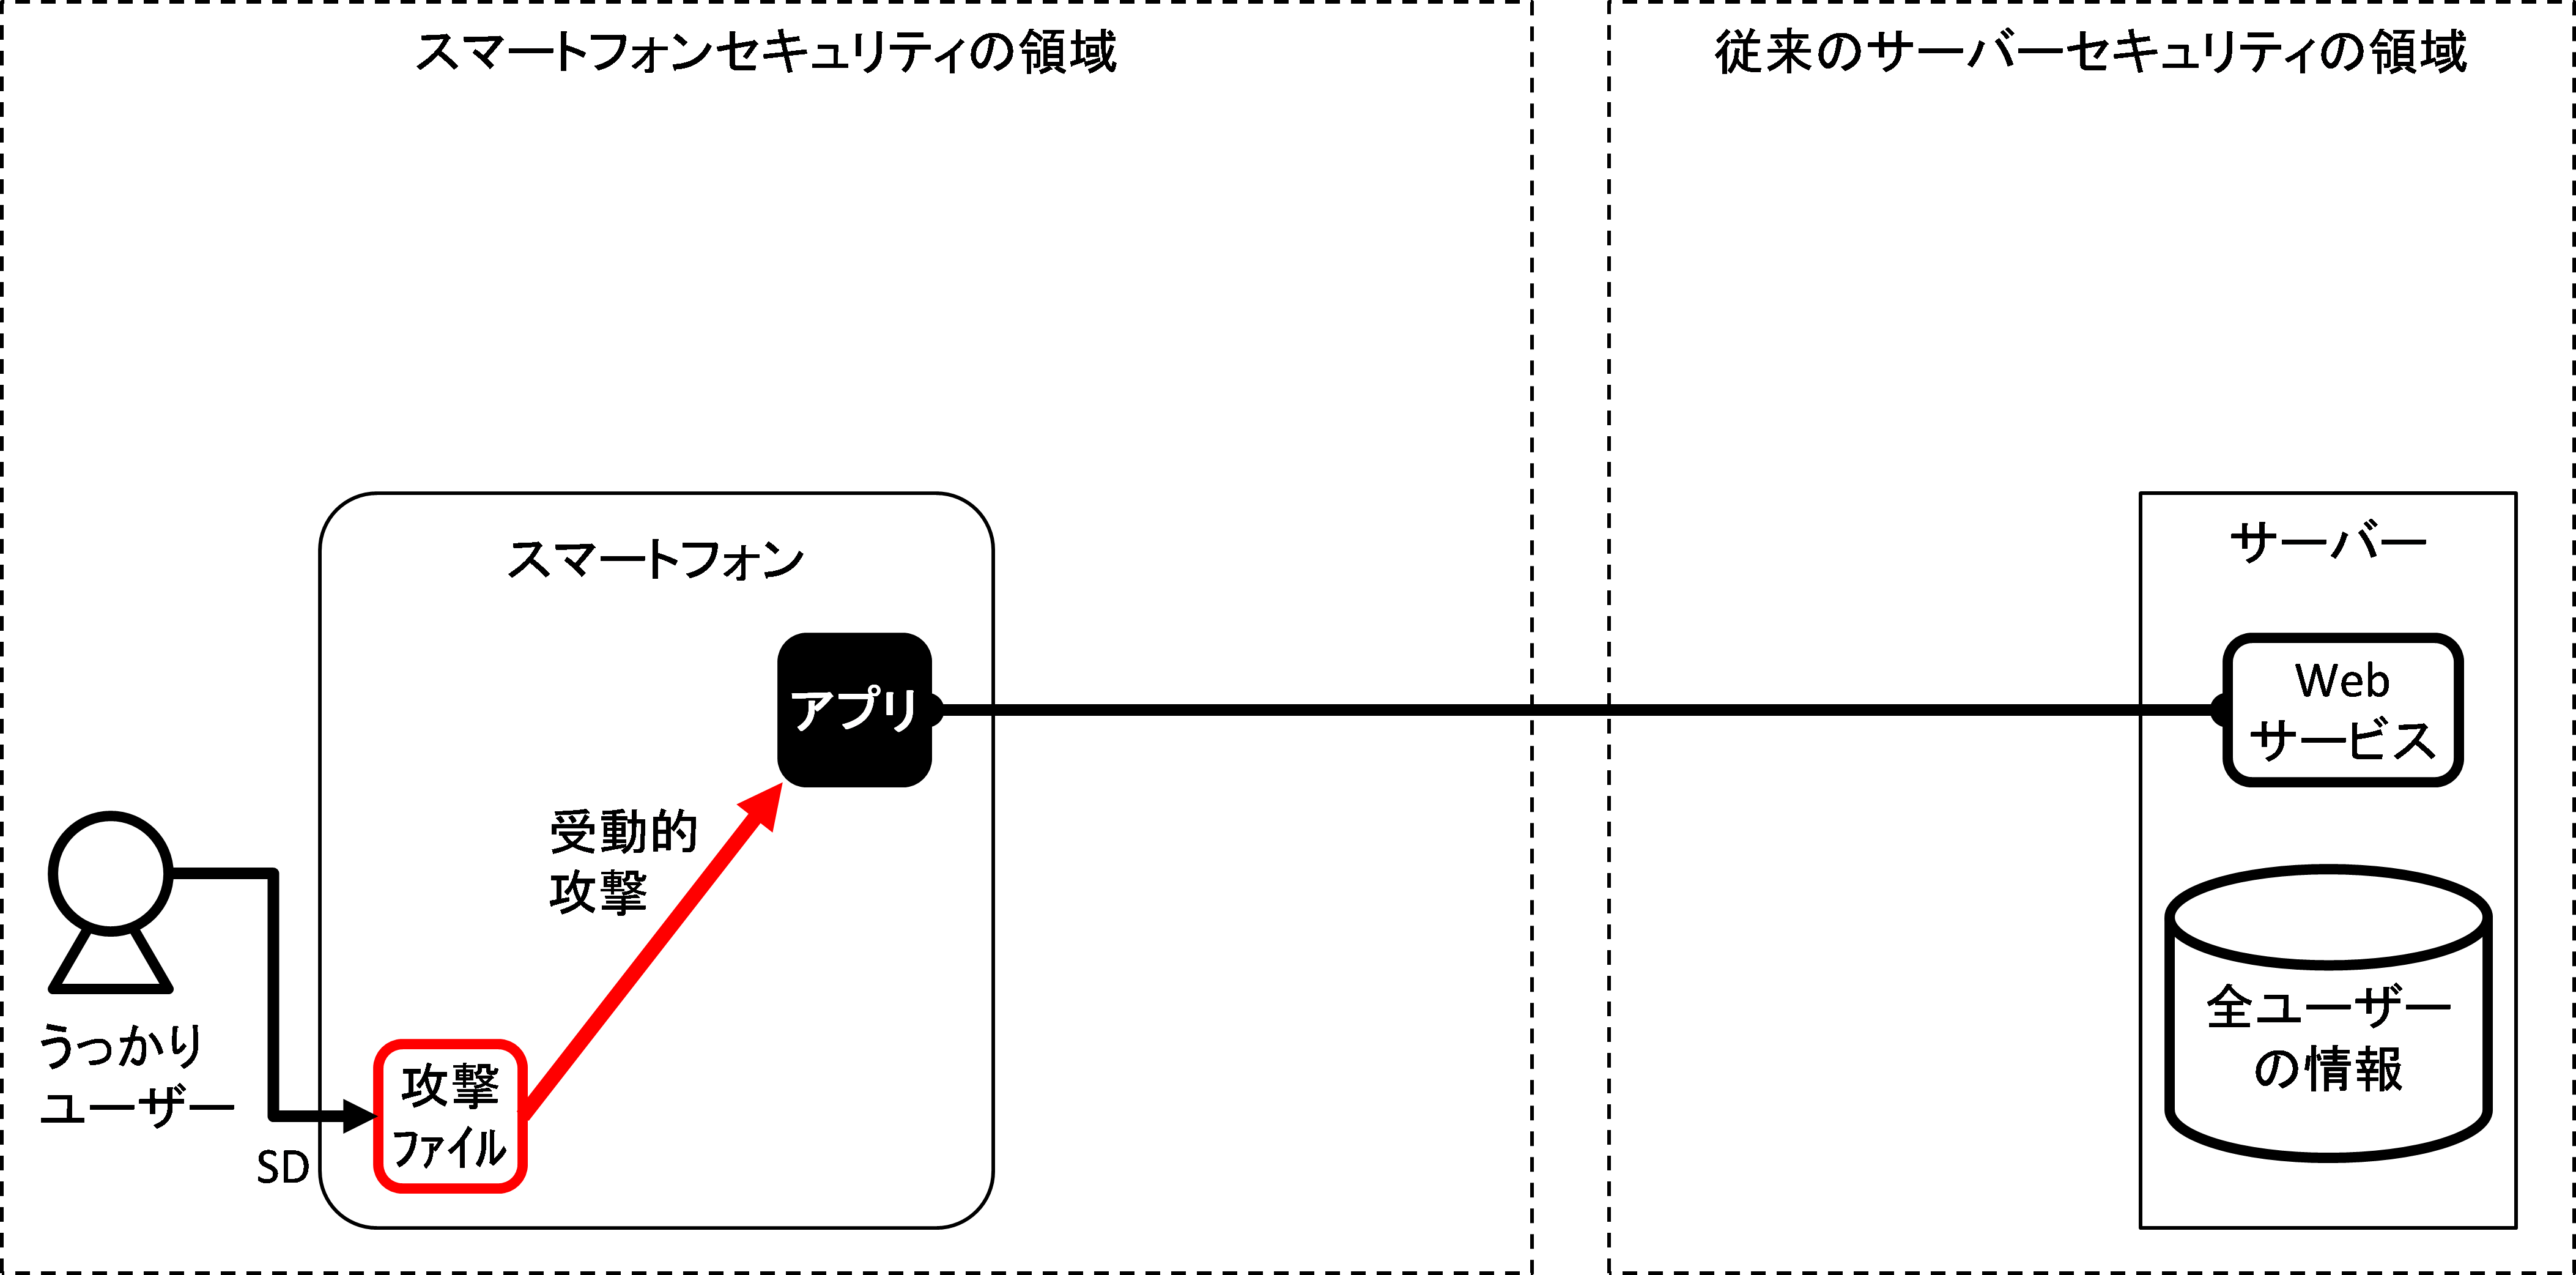 スマートフォンセキュリティの領域
従来のサーバーセキュリティの領域
スマートフォン
サーバー
アプリ
Web
サービス
受動的
攻撃
うっかり
ユーザー
SD
攻撃
ファイル
全ユーザー
の情報